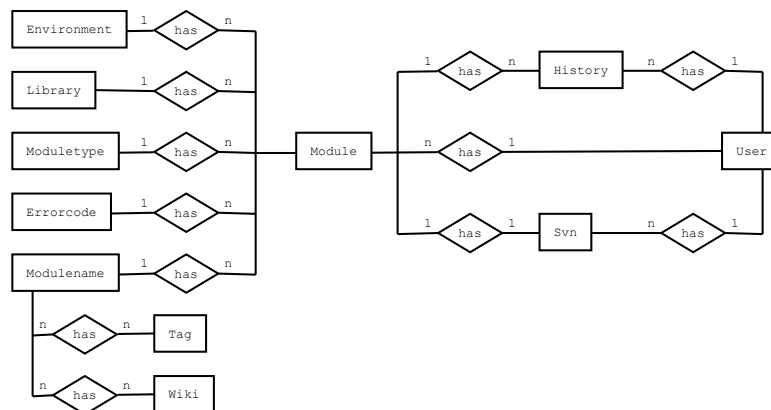 Environment 1 has n
Library 1 has n
Moduletype 1 has n
Errorcode 1 has n
Modulename 1 has n
n has n Tag
n has n Wiki
Module
1 has n History n has 1
n has 1 User
1 has 1 Svn n has 1